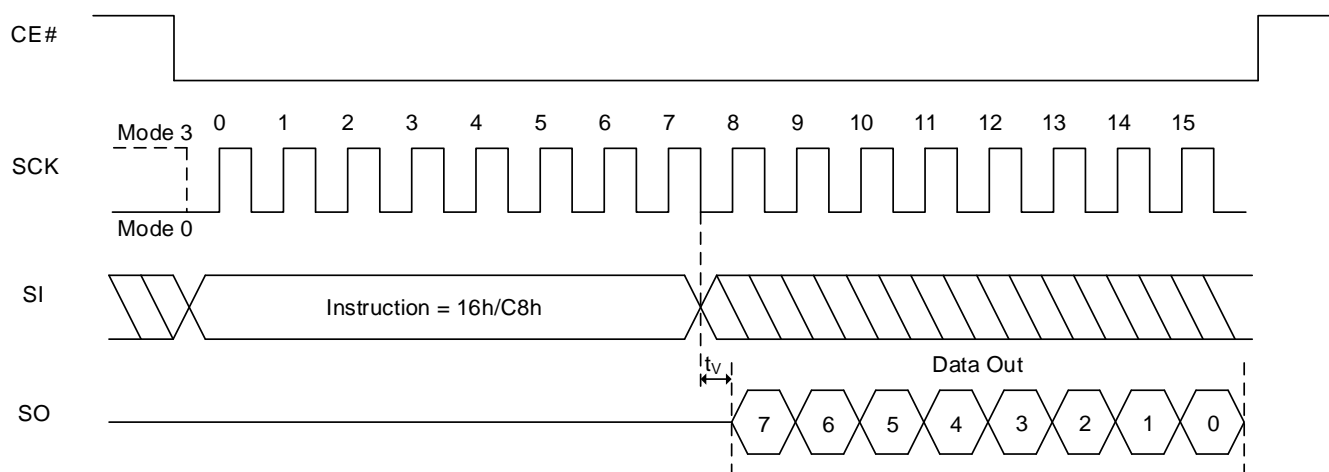 CE#
0 1 2 3 4 5 6 7 8 9 10 11 12 13 14 15
Mode 3
SCK
Mode 0
SI
Instruction = 16h/C8h
tV
Data Out
SO
7 6 5 4 3 2 1 0